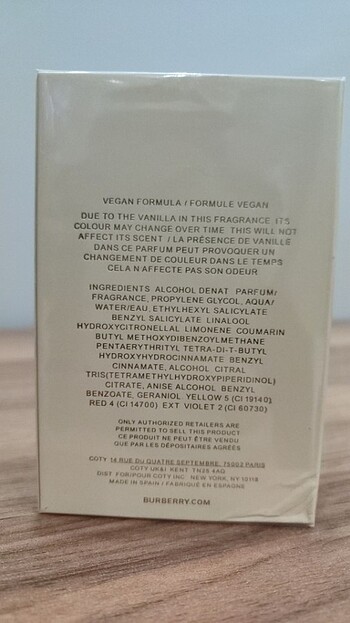 VEGAN FORMULA / FORMULE VEGAN
DUE TO THE VANILLA IN THIS FRAGRANCE ITS
COLOUR MAY CHANGE OVER TIME THIS WILL NOT
AFFECT ITS SCENT / LA PRÉSENCE DE VANILLE
DANS CE PARFUM PEUT PROVOQUER UN
CHANGEMENT DE COULEUR DANS LE TEMPS
CELA N'AFFECTE PAS SON ODEUR
INGREDIENTS ALCOHOL DENAT PARFUM/
FRAGRANCE, PROPYLENE GLYCOL, AQUA/
WATER/EAU, ETHYLHEXYL SALICYLATE
BENZYL SALICYLATE LINALOOL
HYDROXYCITRONELLAL LIMONENE COUMARIN
BUTYL METHOXYDIBENZOYLMETHANE
PENTAERYTHRITYL TETRA-DI-T-BUTYL
HYDROXYHYDROCINNAMATE BENZYL
CINNAMATE, ALCOHOL CITRAL
TRIS(TETRAMETHYLHYDROXYPIPERIDINOL)
CITRATE, ANISE ALCOHOL BENZYL
BENZOATE, GERANIOL YELLOW 5 (CI 19140)
RED 4 (CI 14700) EXT VIOLET 2 (CI 60730)
ONLY AUTHORIZED RETAILERS ARE
PERMITTED TO SELL THIS PRODUCT
CE PRODUIT NE PEUT ÊTRE VENDU
QUE PAR LES DÉPOSITAIRES AGRÉÉS
COTY 14 RUE DU QUATRE SEPTEMBRE, 75002 PARIS
COTY UK&I KENT TN25 4AQ
DIST FOR/POUR COTY INC NEW YORK, NY 10118
MADE IN SPAIN / FABRIQUÉ EN ESPAGNE
BURBERRY.COM